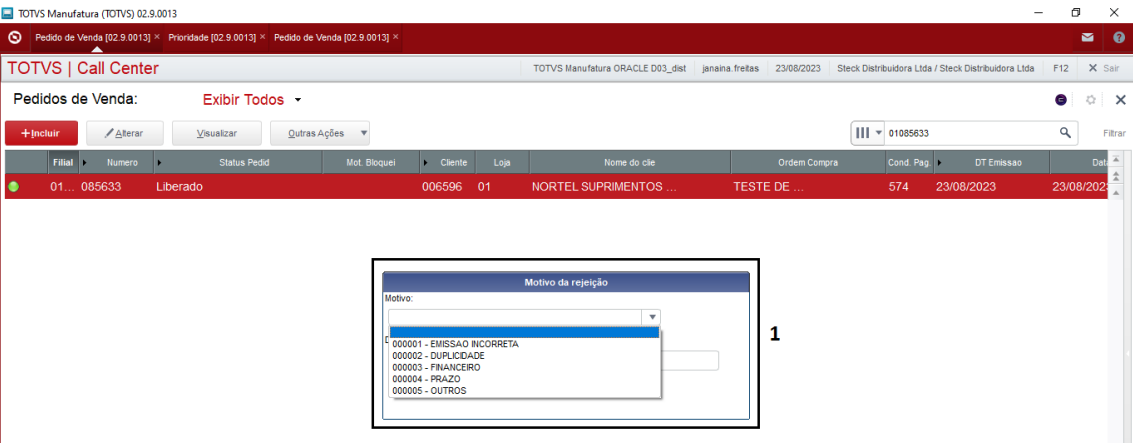 TOTVS Manufatura (TOTVS) 02.9.0013
Pedido de Venda [02.9.0013] × Prioridade [02.9.0013] × Pedido de Venda [02.9.0013] ×
TOTVS | Call Center TOTVS Manufatura ORACLE D03_dist janaina.freitas 23/08/2023 Steck Distribuidora Ltda / Steck Distribuidora Ltda F12 Sair
Pedidos de Venda: Exibir Todos
+Incluir Alterar Visualizar Outras Ações 01085633 Filtrar
Filial Numero Status Pedid Mot. Bloquei Cliente Loja Nome do clie Ordem Compra Cond. Pag. DT Emissao Data
01... 085633 Liberado 006596 01 NORTEL SUPRIMENTOS ... TESTE DE ... 574 23/08/2023 23/08/202
Motivo da rejeição
Motivo:
000001 - EMISSAO INCORRETA
000002 - DUPLICIDADE
000003 - FINANCEIRO
000004 - PRAZO
000005 - OUTROS
1